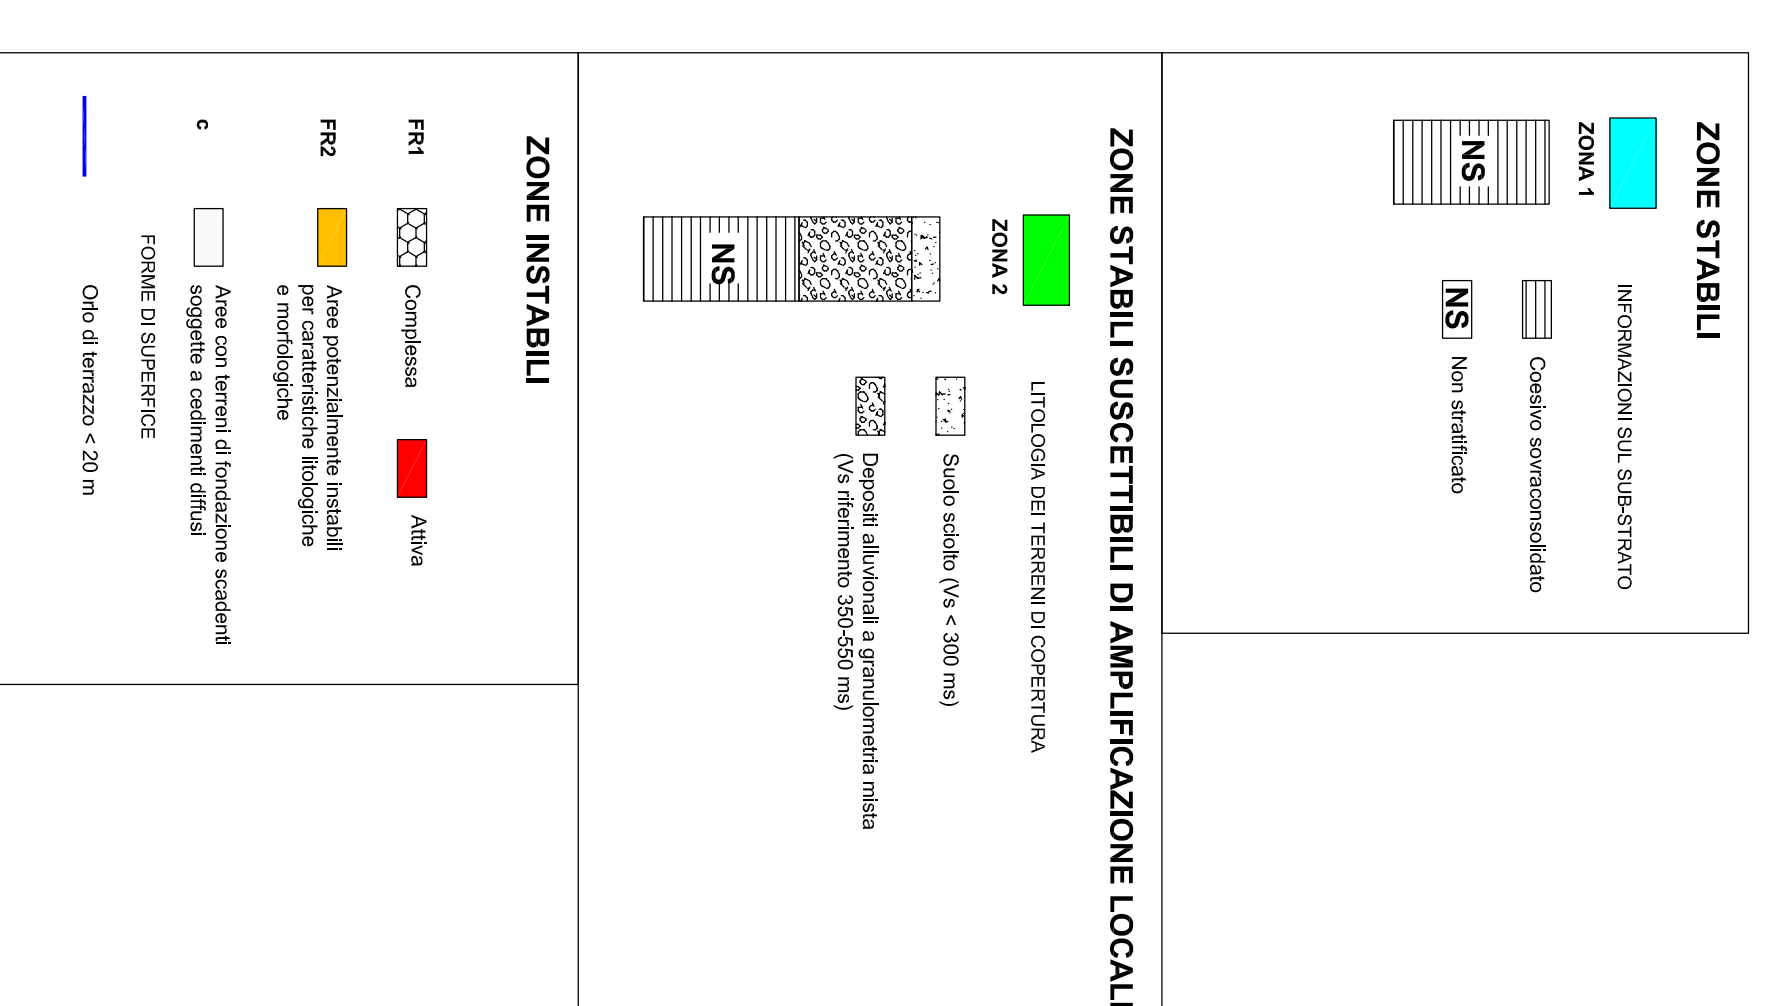 ZONE STABILI
ZONA 1
INFORMAZIONI SUL SUB-STRATO
NS
Coesivo sovraconsolidato
NS
Non stratificato
ZONE STABILI SUSCETTIBILI DI AMPLIFICAZIONE LOCALI
ZONA 2
LITOLOGIA DEI TERRENI DI COPERTURA
Suolo sciolto (Vs < 300 ms)
Depositi alluvionali a granulometria mista
(Vs riferimento 350-550 ms)
NS
ZONE INSTABILI
FR1
Complessa
Attiva
FR2
Aree potenzialmente instabili
per caratteristiche litologiche
e morfologiche
c
Aree con terreni di fondazione scadenti
soggette a cedimenti diffusi
FORME DI SUPERFICE
Orlo di terrazzo < 20 m